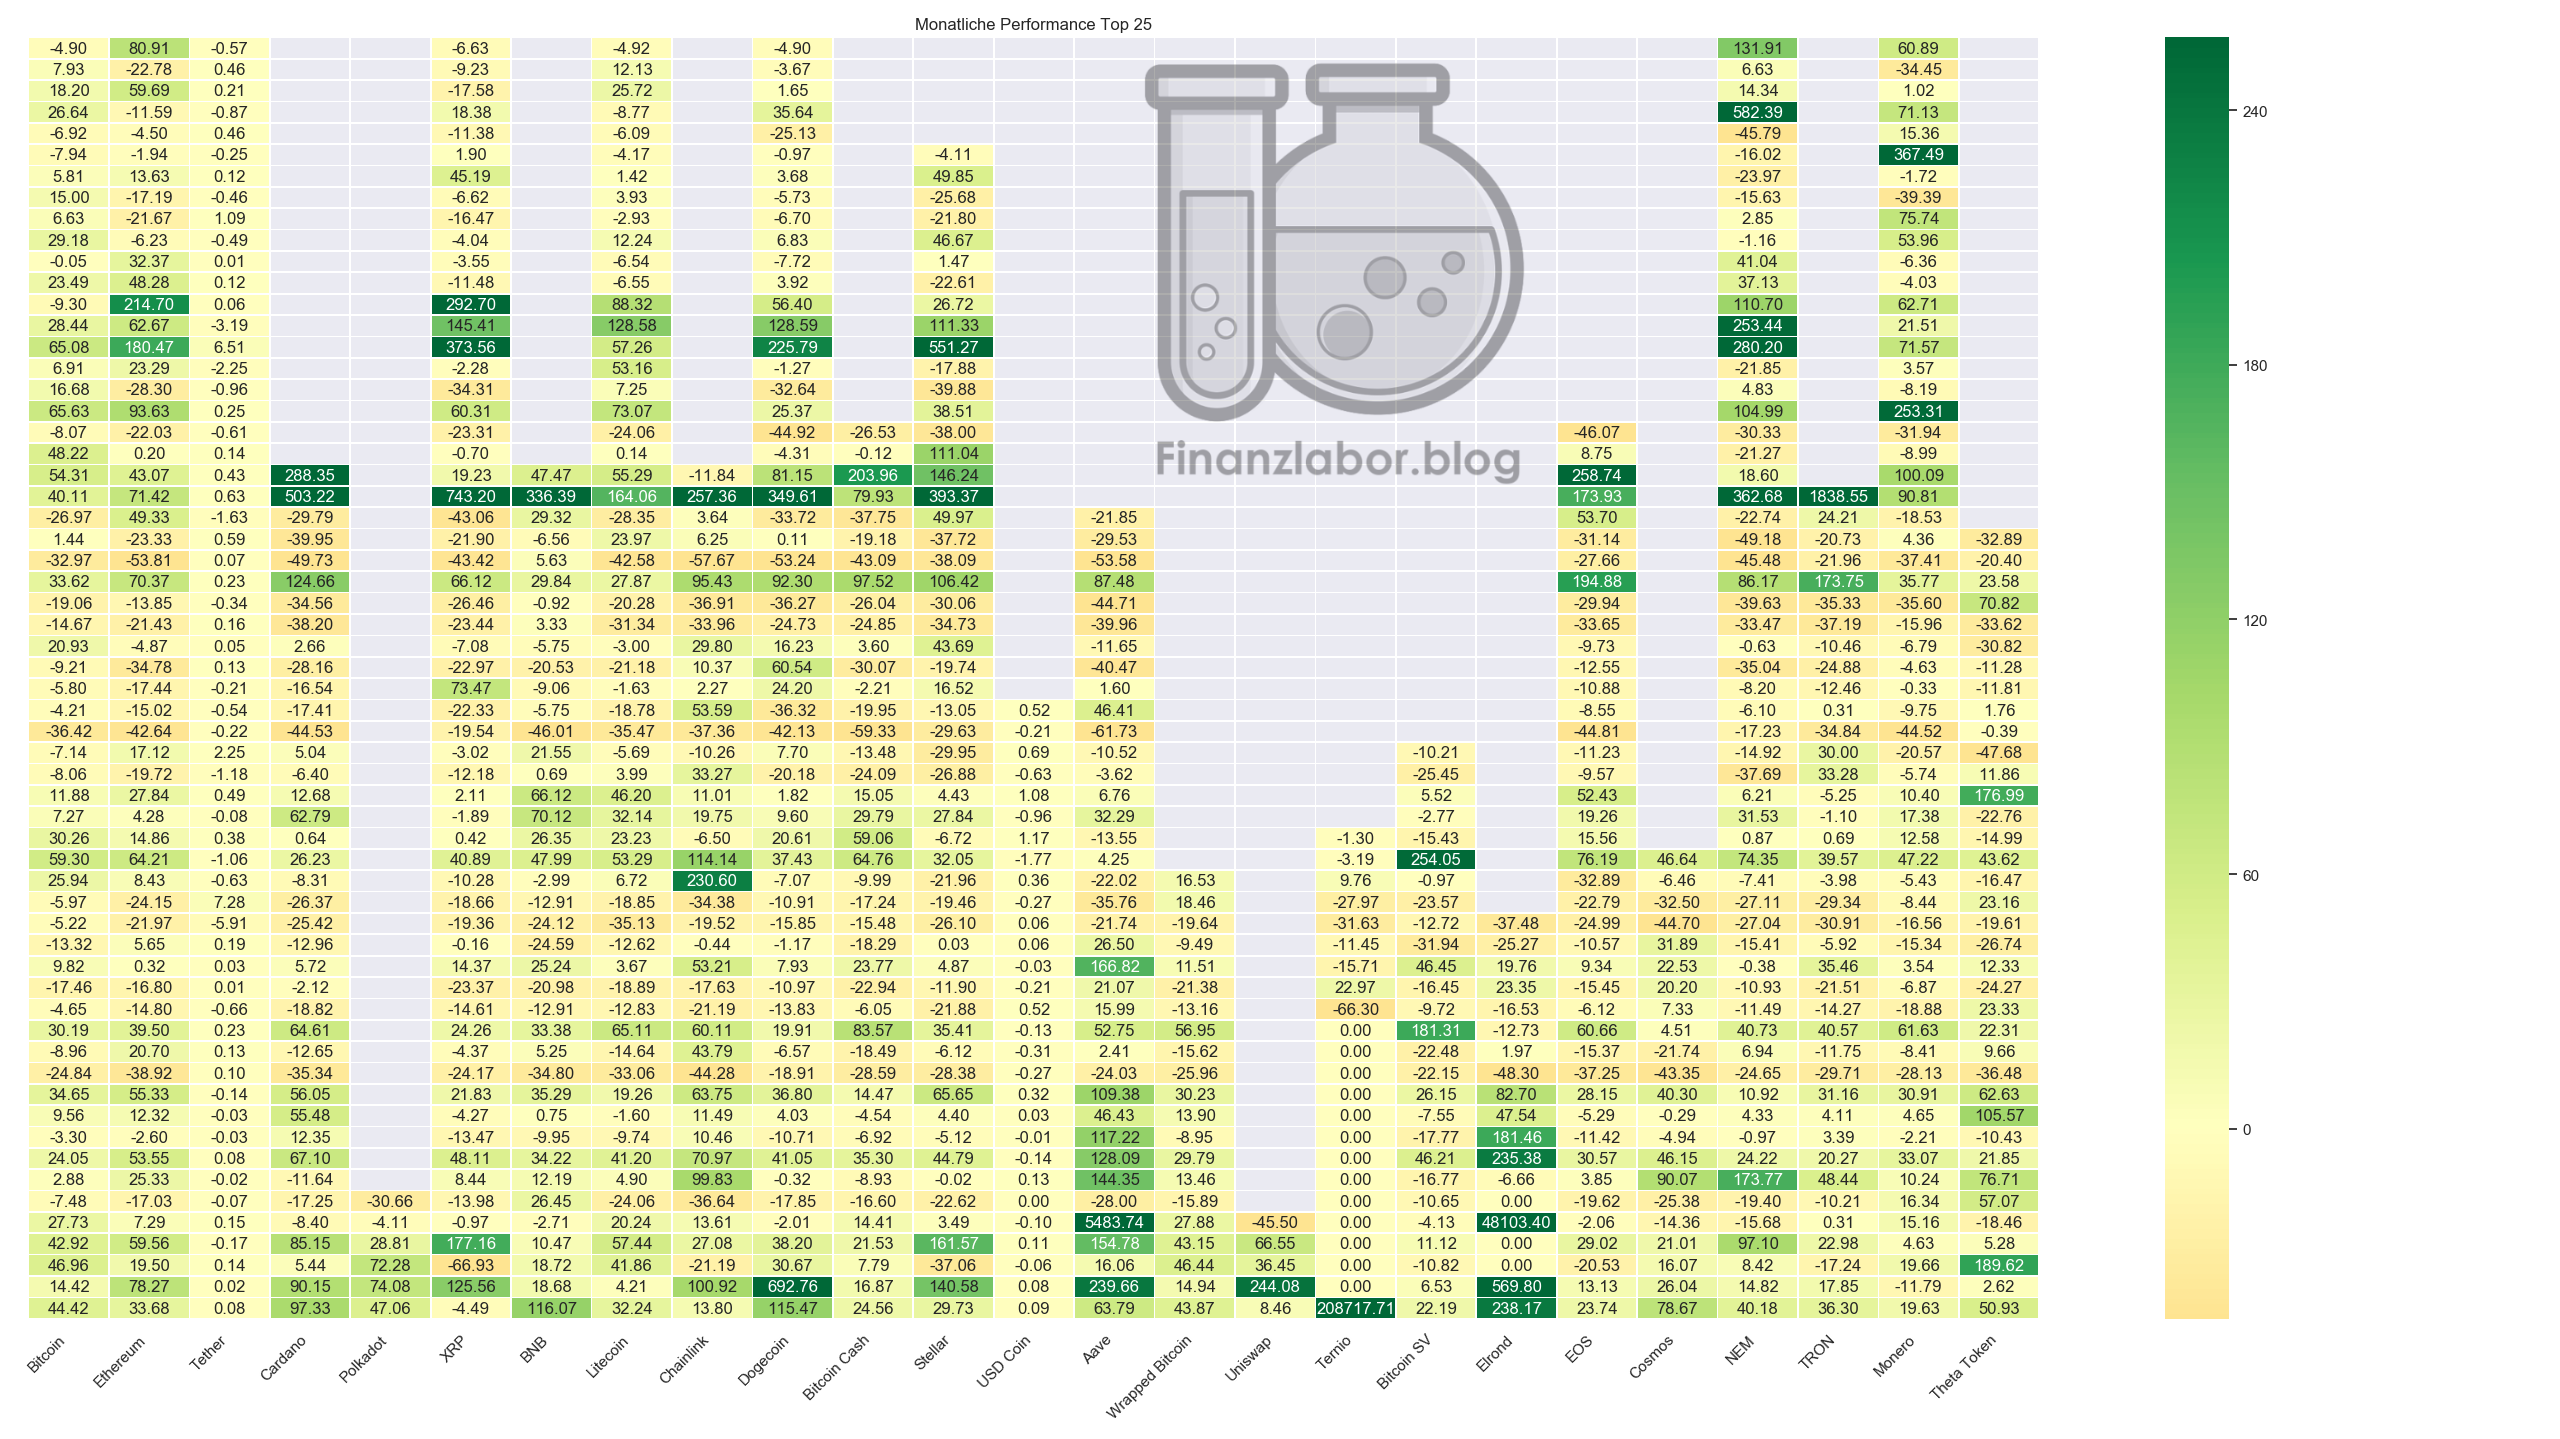 Monatliche Performance Top 25
-4.90 80.91 -0.57 -6.63 -4.92 -4.90 131.91 60.89
7.93 -22.78 0.46 -9.23 12.13 -3.67 6.63 -34.45
18.20 59.69 0.21 -17.58 25.72 1.65 14.34 1.02
26.64 -11.59 -0.87 18.38 -8.77 35.64 582.39 71.13
-6.92 -4.50 0.46 -11.38 -6.09 -25.13 -45.79 15.36
-7.94 -1.94 -0.25 1.90 -4.17 -0.97 -4.11 -16.02 367.49
5.81 13.63 0.12 45.19 1.42 3.68 49.85 -23.97 -1.72
15.00 -17.19 -0.46 -6.62 3.93 -5.73 -25.68 -15.63 -39.39
6.63 -21.67 1.09 -16.47 -2.93 -6.70 -21.80 2.85 75.74
29.18 -6.23 -0.49 -4.04 12.24 6.83 46.67 -1.16 53.96
-0.05 32.37 0.01 -3.55 -6.54 -7.72 1.47 41.04 -6.36
23.49 48.28 0.12 -11.48 -6.55 3.92 -22.61 37.13 -4.03
-9.30 214.70 0.06 292.70 88.32 56.40 26.72 110.70 62.71
28.44 62.67 -3.19 145.41 128.58 128.59 111.33 253.44 21.51
65.08 180.47 6.51 373.56 57.26 225.79 551.27 280.20 71.57
6.91 23.29 -2.25 -2.28 53.16 -1.27 -17.88 -21.85 3.57
16.68 -28.30 -0.96 -34.31 7.25 -32.64 -39.88 4.83 -8.19
65.63 93.63 0.25 60.31 73.07 25.37 38.51 104.99 253.31
-8.07 -22.03 -0.61 -23.31 -24.06 -44.92 -26.53 -38.00 -46.07 -30.33 -31.94
48.22 0.20 0.14 -0.70 0.14 -4.31 -0.12 111.04 8.75 -21.27 -8.99
Finanzlabor.blog
54.31 43.07 0.43 288.35 19.23 47.47 55.29 -11.84 81.15 203.96 146.24 258.74 18.60 100.09
40.11 71.42 0.63 503.22 743.20 336.39 164.06 257.36 349.61 79.93 393.37 173.93 362.68 1838.55 90.81
-26.97 49.33 -1.63 -29.79 -43.06 29.32 -28.35 3.64 -33.72 -37.75 49.97 -21.85 53.70 -22.74 24.21 -18.53
1.44 -23.33 0.59 -39.95 -21.90 -6.56 23.97 6.25 0.11 -19.18 -37.72 -29.53 -31.14 -49.18 -20.73 4.36 -32.89
-32.97 -53.81 0.07 -49.73 -43.42 5.63 -42.58 -57.67 -53.24 -43.09 -38.09 -53.58 -27.66 -45.48 -21.96 -37.41 -20.40
33.62 70.37 0.23 124.66 66.12 29.84 27.87 95.43 92.30 97.52 106.42 87.48 194.88 86.17 173.75 35.77 23.58
-19.06 -13.85 -0.34 -34.56 -26.46 -0.92 -20.28 -36.91 -36.27 -26.04 -30.06 -44.71 -29.94 -39.63 -35.33 -35.60 70.82
-14.67 -21.43 0.16 -38.20 -23.44 3.33 -31.34 -33.96 -24.73 -24.85 -34.73 -39.96 -33.65 -33.47 -37.19 -15.96 -33.62
20.93 -4.87 0.05 2.66 -7.08 -5.75 -3.00 29.80 16.23 3.60 43.69 -11.65 -9.73 -0.63 -10.46 -6.79 -30.82
-9.21 -34.78 0.13 -28.16 -22.97 -20.53 -21.18 10.37 60.54 -30.07 -19.74 -40.47 -12.55 -35.04 -24.88 -4.63 -11.28
-5.80 -17.44 -0.21 -16.54 73.47 -9.06 -1.63 2.27 24.20 -2.21 16.52 1.60 -10.88 -8.20 -12.46 -0.33 -11.81
-4.21 -15.02 -0.54 -17.41 -22.33 -5.75 -18.78 53.59 -36.32 -19.95 -13.05 0.52 46.41 -8.55 -6.10 0.31 -9.75 1.76
-36.42 -42.64 -0.22 -44.53 -19.54 -46.01 -35.47 -37.36 -42.13 -59.33 -29.63 -0.21 -61.73 -44.81 -17.23 -34.84 -44.52 -0.39
-7.14 17.12 2.25 5.04 -3.02 21.55 -5.69 -10.26 7.70 -13.48 -29.95 0.69 -10.52 -10.21 -11.23 -14.92 30.00 -20.57 -47.68
-8.06 -19.72 -1.18 -6.40 -12.18 0.69 3.99 33.27 -20.18 -24.09 -26.88 -0.63 -3.62 -25.45 -9.57 -37.69 33.28 -5.74 11.86
11.88 27.84 0.49 12.68 2.11 66.12 46.20 11.01 1.82 15.05 4.43 1.08 6.76 5.52 52.43 6.21 -5.25 10.40 176.99
7.27 4.28 -0.08 62.79 -1.89 70.12 32.14 19.75 9.60 29.79 27.84 -0.96 32.29 -2.77 19.26 31.53 -1.10 17.38 -22.76
30.26 14.86 0.38 0.64 0.42 26.35 23.23 -6.50 20.61 59.06 -6.72 1.17 -13.55 -1.30 -15.43 15.56 0.87 0.69 12.58 -14.99
59.30 64.21 -1.06 26.23 40.89 47.99 53.29 114.14 37.43 64.76 32.05 -1.77 4.25 -3.19 254.05 76.19 46.64 74.35 39.57 47.22 43.62
25.94 8.43 -0.63 -8.31 -10.28 -2.99 6.72 230.60 -7.07 -9.99 -21.96 0.36 -22.02 16.53 9.76 -0.97 -32.89 -6.46 -7.41 -3.98 -5.43 -16.47
-5.97 -24.15 7.28 -26.37 -18.66 -12.91 -18.85 -34.38 -10.91 -17.24 -19.46 -0.27 -35.76 18.46 -27.97 -23.57 -22.79 -32.50 -27.11 -29.34 -8.44 23.16
-5.22 -21.97 -5.91 -25.42 -19.36 -24.12 -35.13 -19.52 -15.85 -15.48 -26.10 0.06 -21.74 -19.64 -31.63 -12.72 -37.48 -24.99 -44.70 -27.04 -30.91 -16.56 -19.61
-13.32 5.65 0.19 -12.96 -0.16 -24.59 -12.62 -0.44 -1.17 -18.29 0.03 0.06 26.50 -9.49 -11.45 -31.94 -25.27 -10.57 31.89 -15.41 -5.92 -15.34 -26.74
9.82 0.32 0.03 5.72 14.37 25.24 3.67 53.21 7.93 23.77 4.87 -0.03 166.82 11.51 -15.71 46.45 19.76 9.34 22.53 -0.38 35.46 3.54 12.33
-17.46 -16.80 0.01 -2.12 -23.37 -20.98 -18.89 -17.63 -10.97 -22.94 -11.90 -0.21 21.07 -21.38 22.97 -16.45 23.35 -15.45 20.20 -10.93 -21.51 -6.87 -24.27
-4.65 -14.80 -0.66 -18.82 -14.61 -12.91 -12.83 -21.19 -13.83 -6.05 -21.88 0.52 15.99 -13.16 -66.30 -9.72 -16.53 -6.12 7.33 -11.49 -14.27 -18.88 23.33
30.19 39.50 0.23 64.61 24.26 33.38 65.11 60.11 19.91 83.57 35.41 -0.13 52.75 56.95 0.00 181.31 -12.73 60.66 4.51 40.73 40.57 61.63 22.31
-8.96 20.70 0.13 -12.65 -4.37 5.25 -14.64 43.79 -6.57 -18.49 -6.12 -0.31 2.41 -15.62 0.00 -22.48 1.97 -15.37 -21.74 6.94 -11.75 -8.41 9.66
-24.84 -38.92 0.10 -35.34 -24.17 -34.80 -33.06 -44.28 -18.91 -28.59 -28.38 -0.27 -24.03 -25.96 0.00 -22.15 -48.30 -37.25 -43.35 -24.65 -29.71 -28.13 -36.48
34.65 55.33 -0.14 56.05 21.83 35.29 19.26 63.75 36.80 14.47 65.65 0.32 109.38 30.23 0.00 26.15 82.70 28.15 40.30 10.92 31.16 30.91 62.63
9.56 12.32 -0.03 55.48 -4.27 0.75 -1.60 11.49 4.03 -4.54 4.40 0.03 46.43 13.90 0.00 -7.55 47.54 -5.29 -0.29 4.33 4.11 4.65 105.57
-3.30 -2.60 -0.03 12.35 -13.47 -9.95 -9.74 10.46 -10.71 -6.92 -5.12 -0.01 117.22 -8.95 0.00 -17.77 181.46 -11.42 -4.94 -0.97 3.39 -2.21 -10.43
24.05 53.55 0.08 67.10 48.11 34.22 41.20 70.97 41.05 35.30 44.79 -0.14 128.09 29.79 0.00 46.21 235.38 30.57 46.15 24.22 20.27 33.07 21.85
2.88 25.33 -0.02 -11.64 8.44 12.19 4.90 99.83 -0.32 -8.93 -0.02 0.13 144.35 13.46 0.00 -16.77 -6.66 3.85 90.07 173.77 48.44 10.24 76.71
-7.48 -17.03 -0.07 -17.25 -30.66 -13.98 26.45 -24.06 -36.64 -17.85 -16.60 -22.62 0.00 -28.00 -15.89 0.00 -10.65 0.00 -19.62 -25.38 -19.40 -10.21 16.34 57.07
27.73 7.29 0.15 -8.40 -4.11 -0.97 -2.71 20.24 13.61 -2.01 14.41 3.49 -0.10 5483.74 27.88 -45.50 0.00 -4.13 48103.40 -2.06 -14.36 -15.68 0.31 15.16 -18.46
42.92 59.56 -0.17 85.15 28.81 177.16 10.47 57.44 27.08 38.20 21.53 161.57 0.11 154.78 43.15 66.55 0.00 11.12 0.00 29.02 21.01 97.10 22.98 4.63 5.28
46.96 19.50 0.14 5.44 72.28 -66.93 18.72 41.86 -21.19 30.67 7.79 -37.06 -0.06 16.06 46.44 36.45 0.00 -10.82 0.00 -20.53 16.07 8.42 -17.24 19.66 189.62
14.42 78.27 0.02 90.15 74.08 125.56 18.68 4.21 100.92 692.76 16.87 140.58 0.08 239.66 14.94 244.08 0.00 6.53 569.80 13.13 26.04 14.82 17.85 -11.79 2.62
44.42 33.68 0.08 97.33 47.06 -4.49 116.07 32.24 13.80 115.47 24.56 29.73 0.09 63.79 43.87 8.46 208717.71 22.19 238.17 23.74 78.67 40.18 36.30 19.63 50.93
Bitcoin Ethereum Tether Cardano Polkadot XRP BNB Litecoin Chainlink Dogecoin Bitcoin Cash Stellar USD Coin Aave Wrapped Bitcoin Uniswap Ternio Bitcoin SV Elrond EOS Cosmos NEM TRON Monero Theta Token
240
180
120
60
0